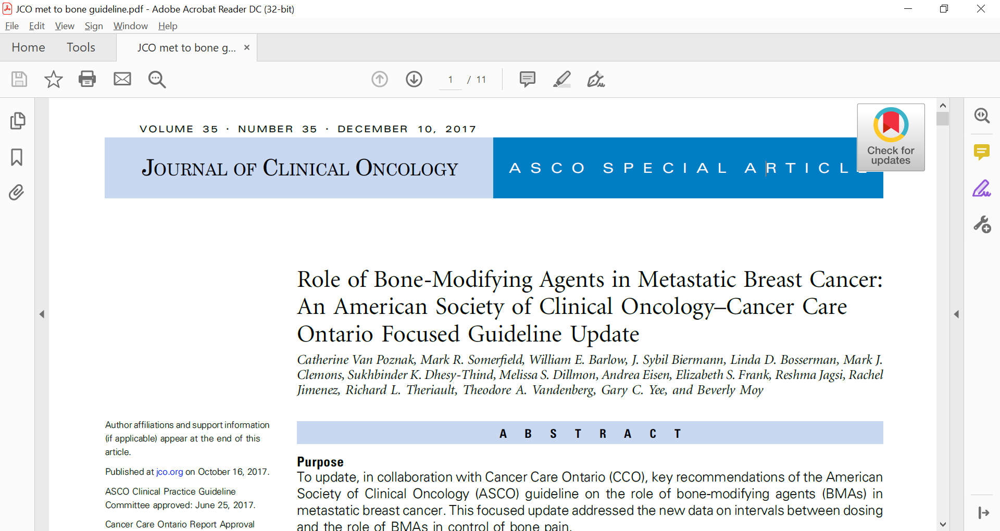 JCO met to bone guideline.pdf - Adobe Acrobat Reader DC (32-bit)
File Edit View Sign Window Help
Home Tools JCO met to bone g... ×
1 / 11
VOLUME 35 · NUMBER 35 · DECEMBER 10, 2017
JOURNAL OF CLINICAL ONCOLOGY
ASCO SPECIAL ARTICLE
Check for
updates
Role of Bone-Modifying Agents in Metastatic Breast Cancer:
An American Society of Clinical Oncology–Cancer Care
Ontario Focused Guideline Update
Catherine Van Poznak, Mark R. Somerfield, William E. Barlow, J. Sybil Biermann, Linda D. Bosserman, Mark J.
Clemons, Sukhbinder K. Dhesy-Thind, Melissa S. Dillmon, Andrea Eisen, Elizabeth S. Frank, Reshma Jagsi, Rachel
Jimenez, Richard L. Theriault, Theodore A. Vandenberg, Gary C. Yee, and Beverly Moy
Author affiliations and support information
(if applicable) appear at the end of this
article.
Published at jco.org on October 16, 2017.
ASCO Clinical Practice Guideline
Committee approved: June 25, 2017.
Cancer Care Ontario Report Approval
ABSTRACT
Purpose
To update, in collaboration with Cancer Care Ontario (CCO), key recommendations of the American
Society of Clinical Oncology (ASCO) guideline on the role of bone-modifying agents (BMAs) in
metastatic breast cancer. This focused update addressed the new data on intervals between dosing
and the role of BMAs in control of bone pain.